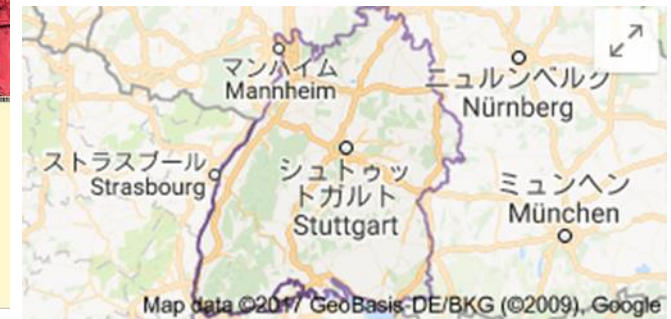 マンハイム
Mannheim
ニュルンベルク
Nürnberg
ストラスブール
Strasbourg
シュトゥッ
トガルト
Stuttgart
ミュンヘン
München
Map data ©2017 GeoBasis-DE/BKG (©2009), Google